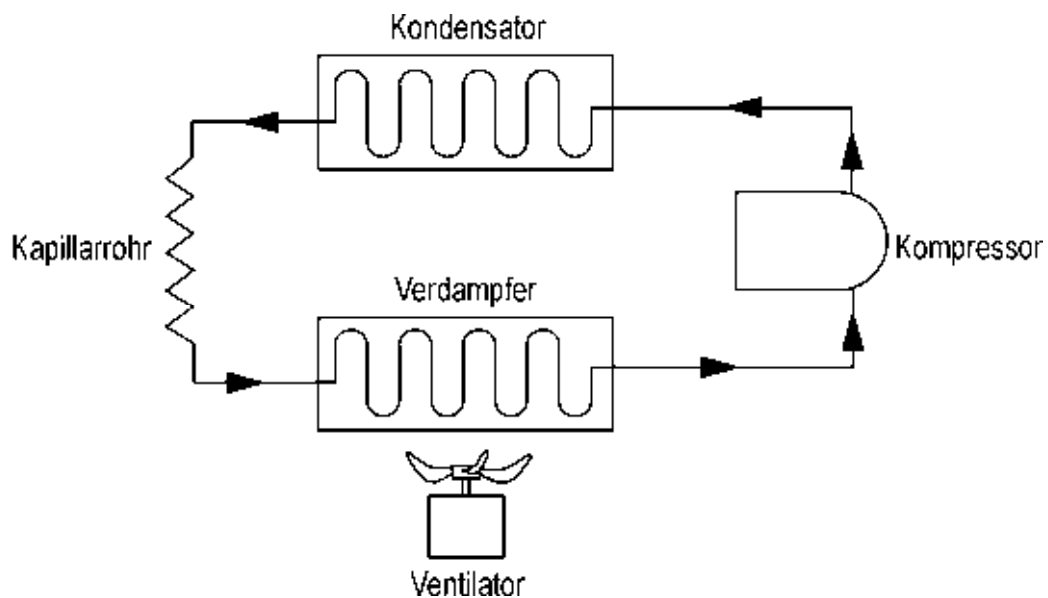 Kondensator
Kapillarrohr
Kompressor
Verdampfer
Ventilator